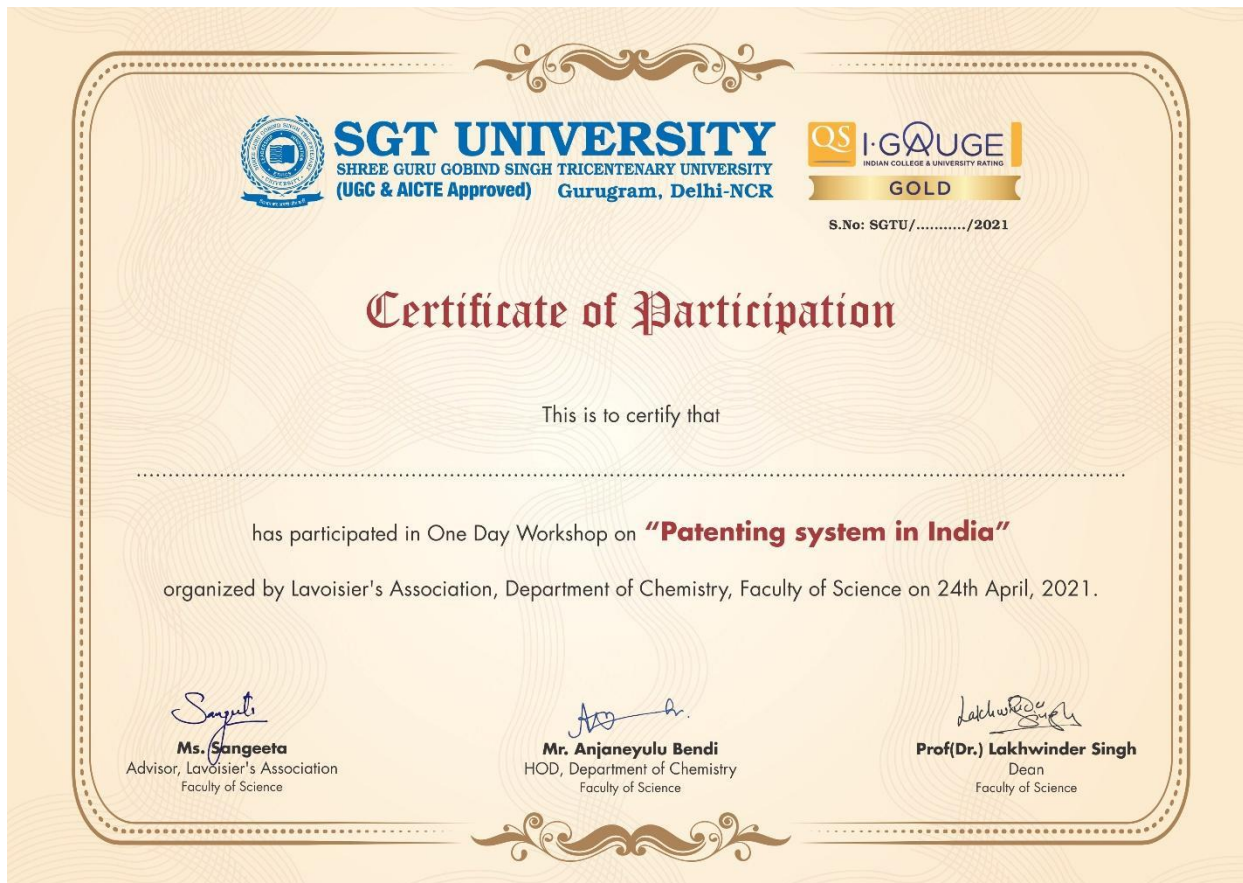 SGT UNIVERSITY
SHREE GURU GOBIND SINGH TRICENTENARY UNIVERSITY
(UGC & AICTE Approved) Gurugram, Delhi-NCR
QS I·GAUGE
INDIAN COLLEGE & UNIVERSITY RATING
GOLD
S.No: SGTU/.........../2021
Certificate of Participation
This is to certify that
has participated in One Day Workshop on “Patenting system in India”
organized by Lavoisier's Association, Department of Chemistry, Faculty of Science on 24th April, 2021.
Sangeeta
Lakhwinder Singh
Ms. Sangeeta
Advisor, Lavoisier's Association
Faculty of Science
Mr. Anjaneyulu Bendi
HOD, Department of Chemistry
Faculty of Science
Prof(Dr.) Lakhwinder Singh
Dean
Faculty of Science